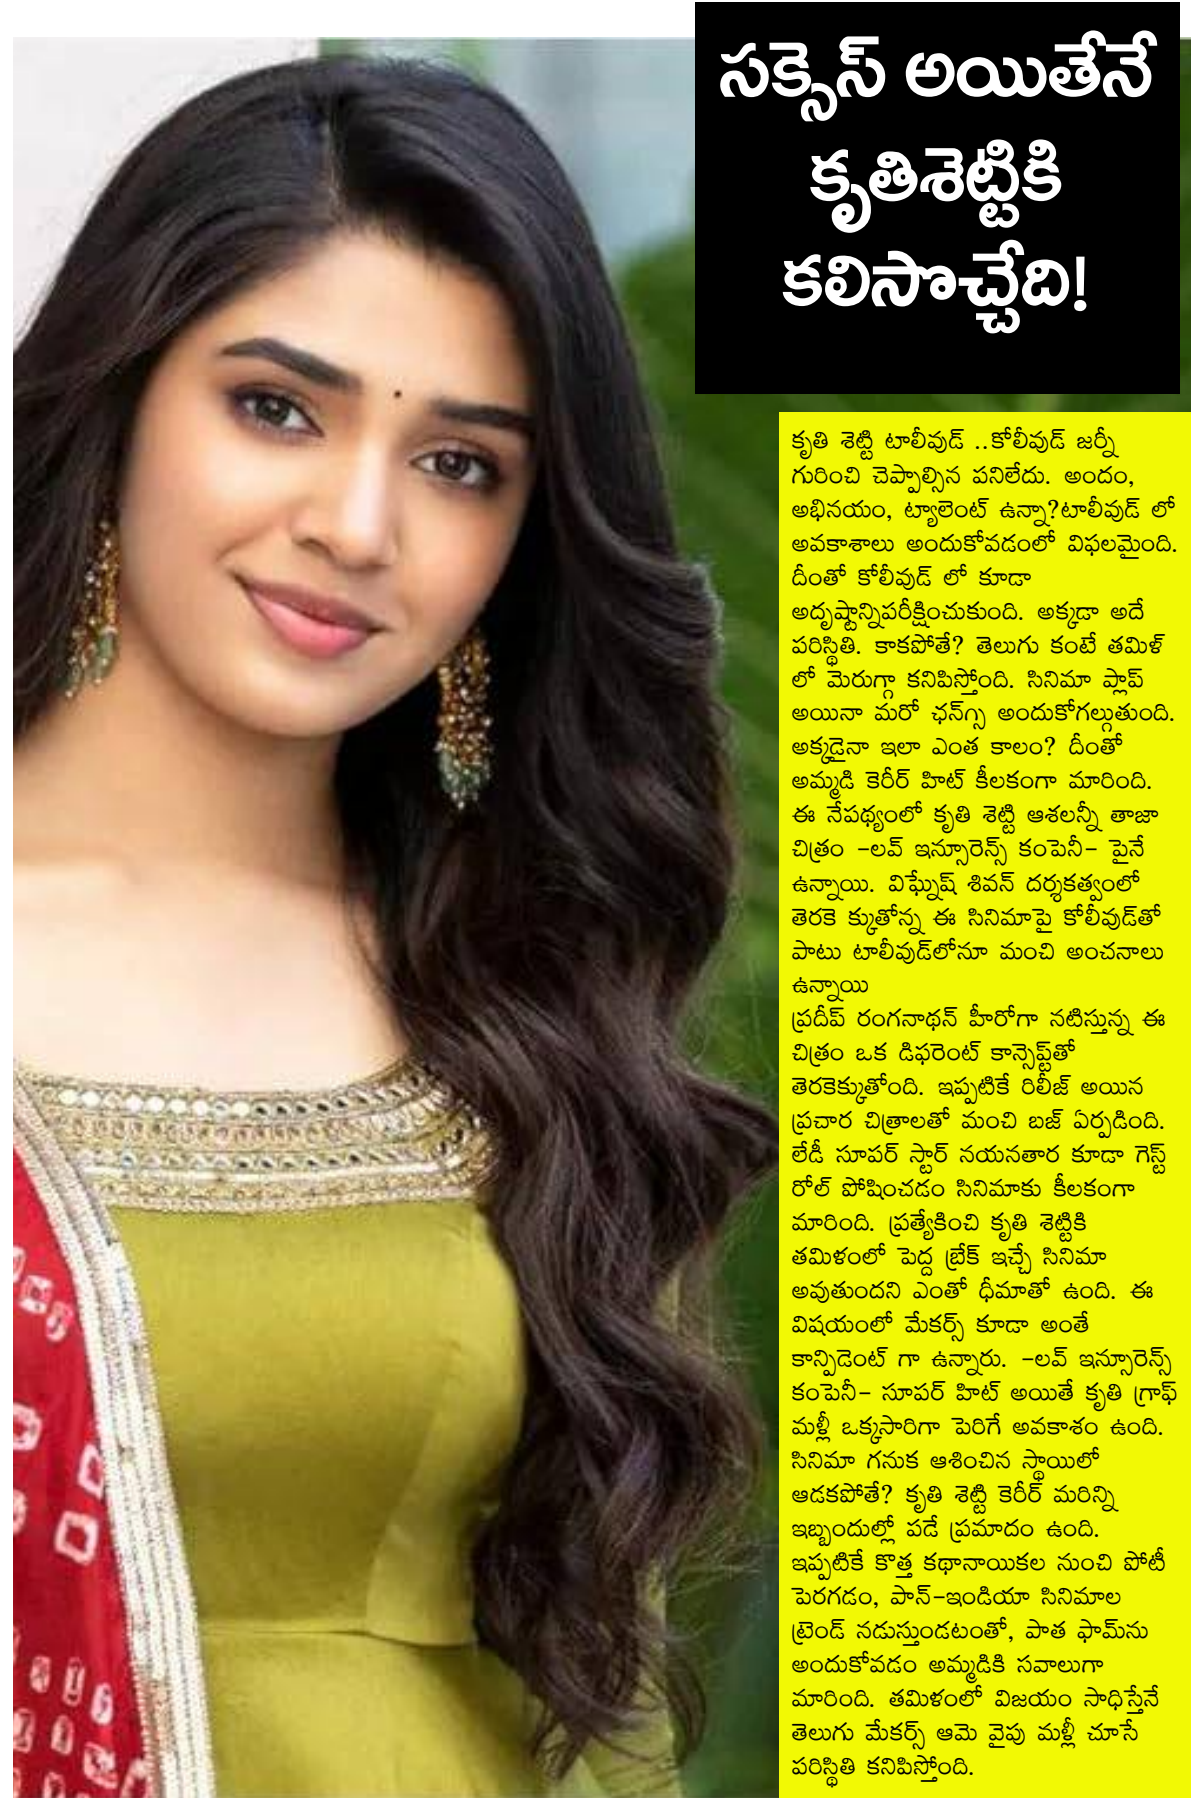 సక్సెస్ అయితేనే
కృతిశెట్టికి
కలిసొచ్చేది!
కృతి శెట్టి టాలీవుడ్ ..కోలీవుడ్ జర్నీ
గురించి చెప్పాల్సిన పనిలేదు. అందం,
అభినయం, ట్యాలెంట్ ఉన్నా?టాలీవుడ్ లో
అవకాశాలు అందుకోవడంలో విఫలమైంది.
దీంతో కోలీవుడ్ లో కూడా
అదృష్టాన్నిపరీక్షించుకుంది. అక్కడా అదే
పరిస్థితి. కాకపోతే? తెలుగు కంటే తమిళ్
లో మెరుగ్గా కనిపిస్తోంది. సినిమా ప్లాప్
అయినా మరో ఛన్గ్స అందుకోగల్గుతుంది.
అక్కడైనా ఇలా ఎంత కాలం? దీంతో
అమ్మడి కెరీర్ హిట్ కీలకంగా మారింది.
ఈ నేపథ్యంలో కృతి శెట్టి ఆశలన్నీ తాజా
చిత్రం -లవ్ ఇన్సూరెన్స్ కంపెనీ- పైనే
ఉన్నాయి. విఘ్నేష్ శివన్ దర్శకత్వంలో
తెరకె క్కుతోన్న ఈ సినిమాపై కోలీవుడ్‌తో
పాటు టాలీవుడ్‌లోనూ మంచి అంచనాలు
ఉన్నాయి
ప్రదీప్ రంగనాథన్ హీరోగా నటిస్తున్న ఈ
చిత్రం ఒక డిఫరెంట్ కాన్సెప్ట్‌తో
తెరకెక్కుతోంది. ఇప్పటికే రిలీజ్ అయిన
ప్రచార చిత్రాలతో మంచి బజ్ ఏర్పడింది.
లేడీ సూపర్ స్టార్ నయనతార కూడా గెస్ట్
రోల్ పోషించడం సినిమాకు కీలకంగా
మారింది. ప్రత్యేకించి కృతి శెట్టికి
తమిళంలో పెద్ద బ్రేక్ ఇచ్చే సినిమా
అవుతుందని ఎంతో ధీమాతో ఉంది. ఈ
విషయంలో మేకర్స్ కూడా అంతే
కాన్పిడెంట్ గా ఉన్నారు. -లవ్ ఇన్సూరెన్స్
కంపెనీ- సూపర్ హిట్ అయితే కృతి గ్రాఫ్
మళ్లీ ఒక్కసారిగా పెరిగే అవకాశం ఉంది.
సినిమా గనుక ఆశించిన స్థాయిలో
ఆడకపోతే? కృతి శెట్టి కెరీర్ మరిన్ని
ఇబ్బందుల్లో పడే ప్రమాదం ఉంది.
ఇప్పటికే కొత్త కథానాయికల నుంచి పోటీ
పెరగడం, పాన్-ఇండియా సినిమాల
ట్రెండ్ నడుస్తుండటంతో, పాత ఫామ్‌ను
అందుకోవడం అమ్మడికి సవాలుగా
మారింది. తమిళంలో విజయం సాధిస్తేనే
తెలుగు మేకర్స్ ఆమె వైపు మళ్లీ చూసే
పరిస్థితి కనిపిస్తోంది.